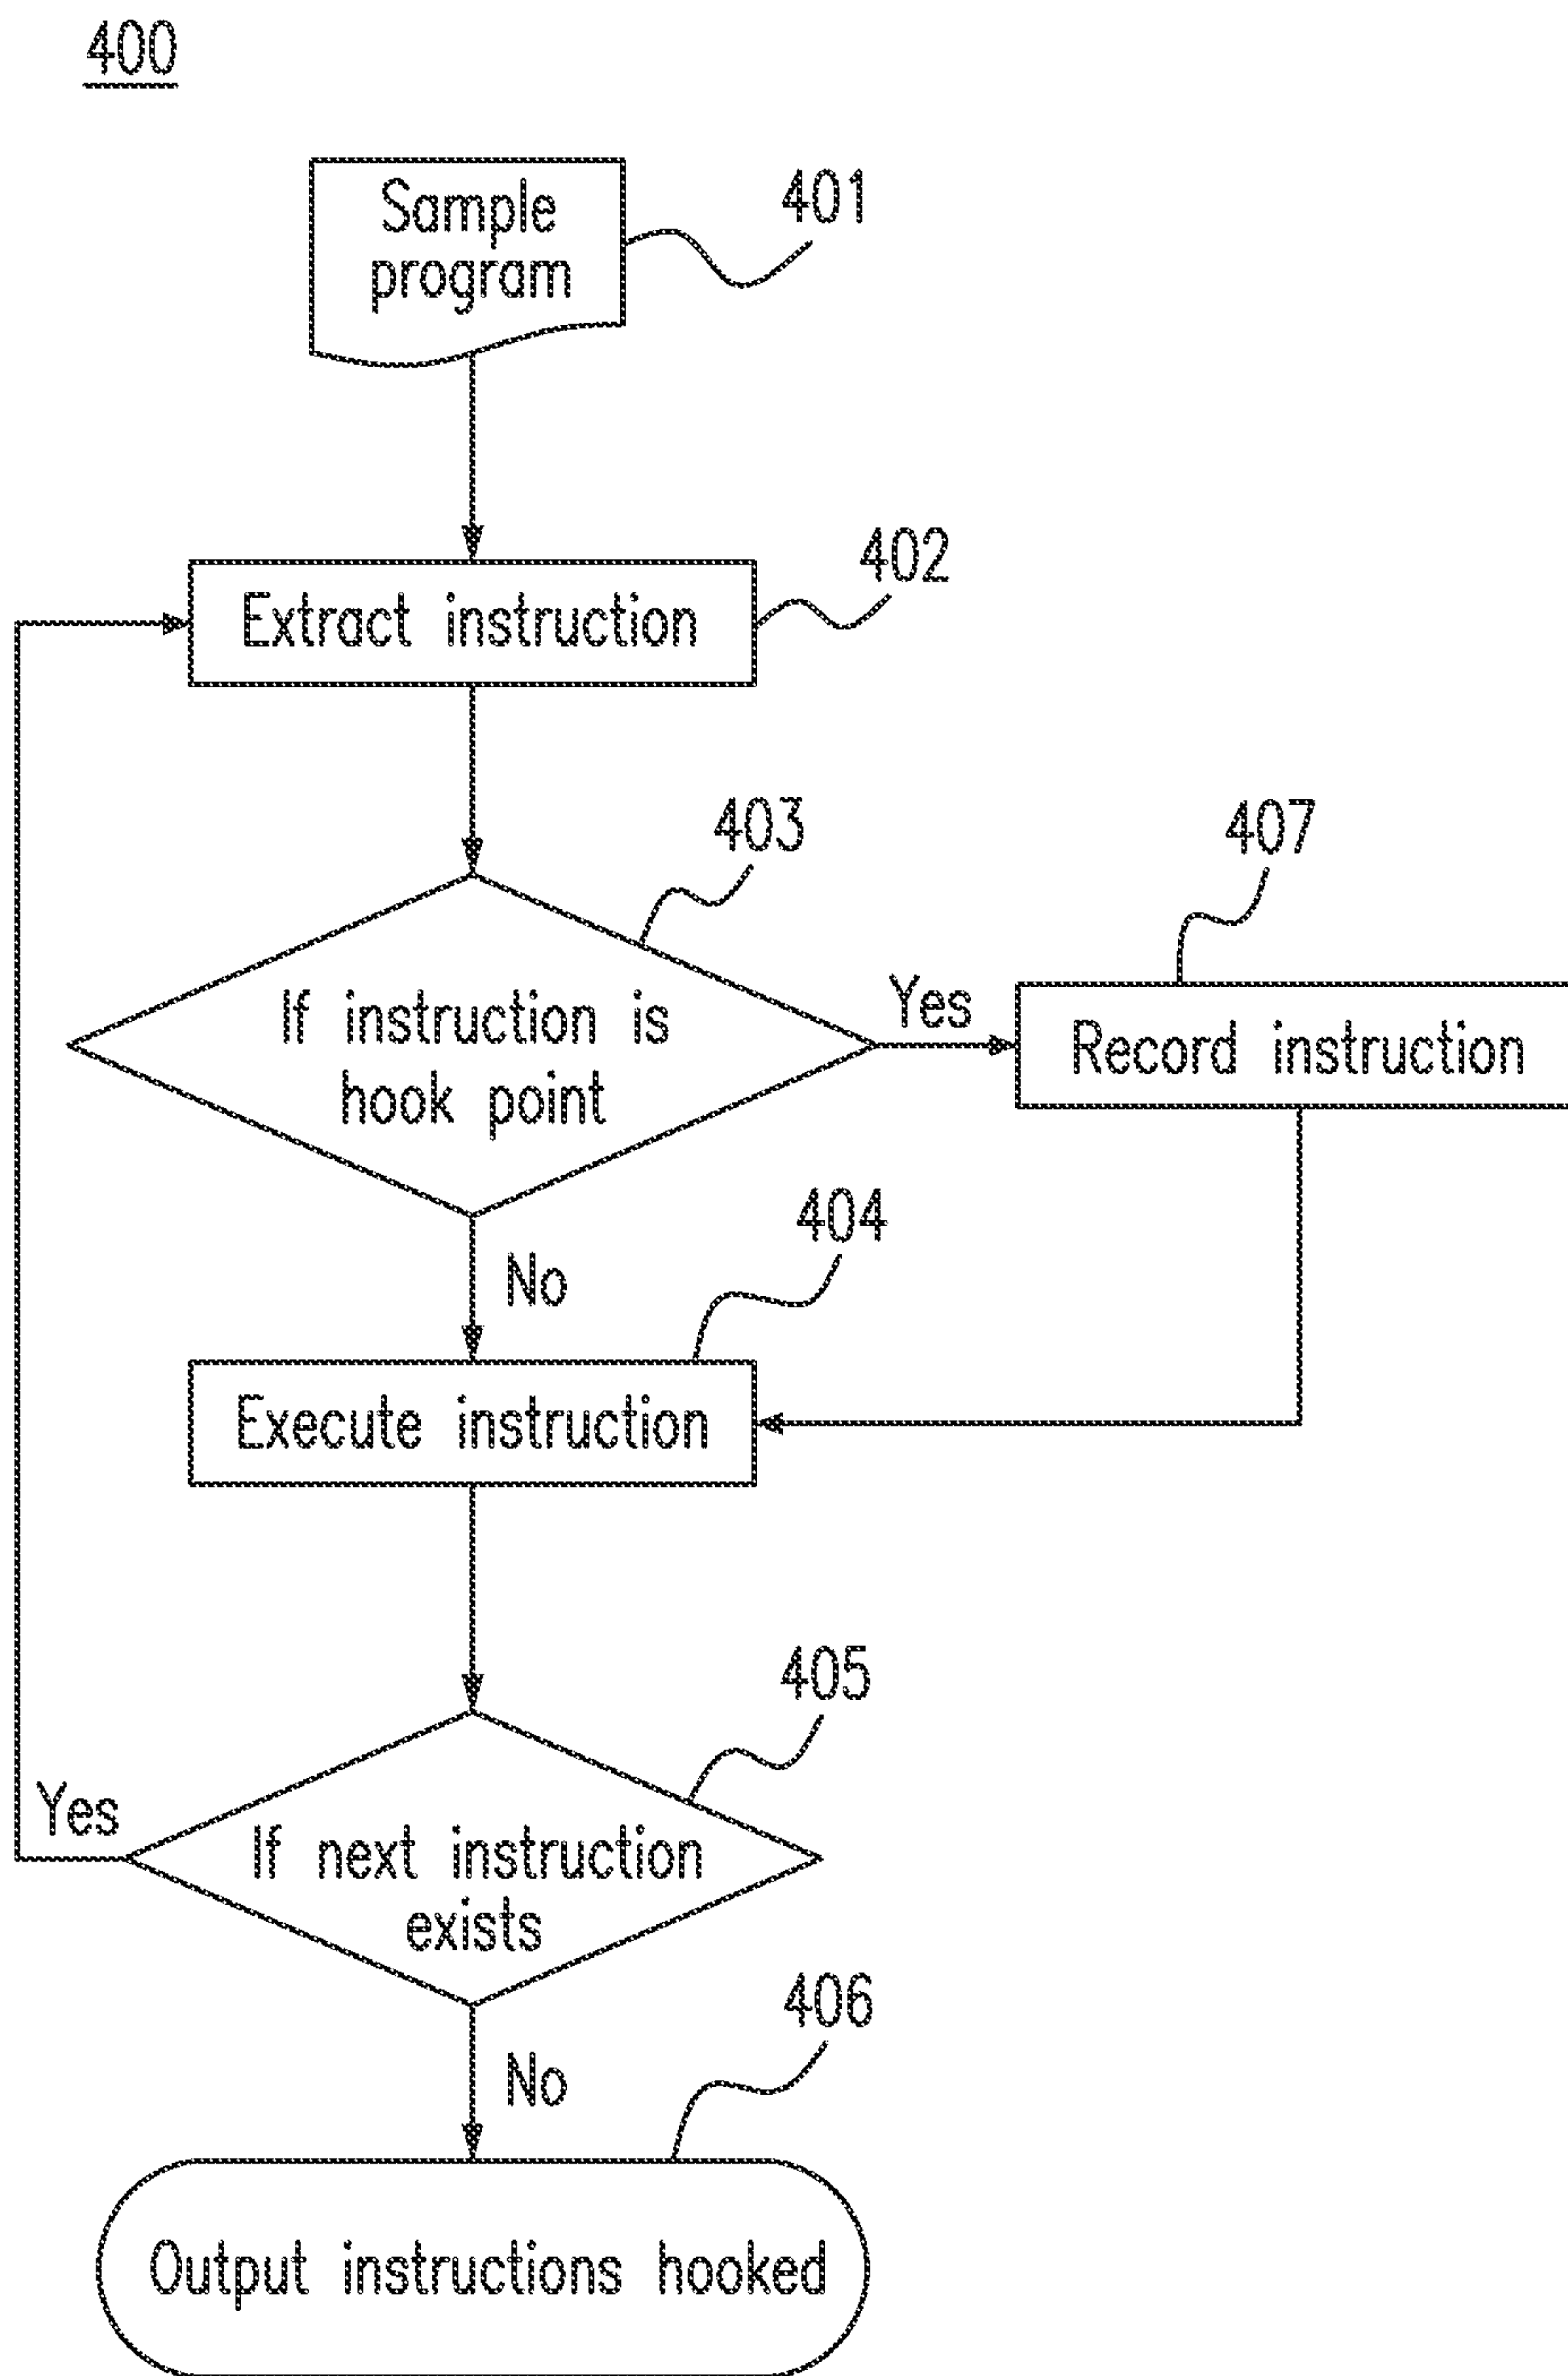 400
Sample
program
401
Extract instruction
402
403
407
If instruction is
hook point
Yes
Record instruction
404
No
Execute instruction
405
Yes
If next instruction
exists
406
No
Output instructions hooked